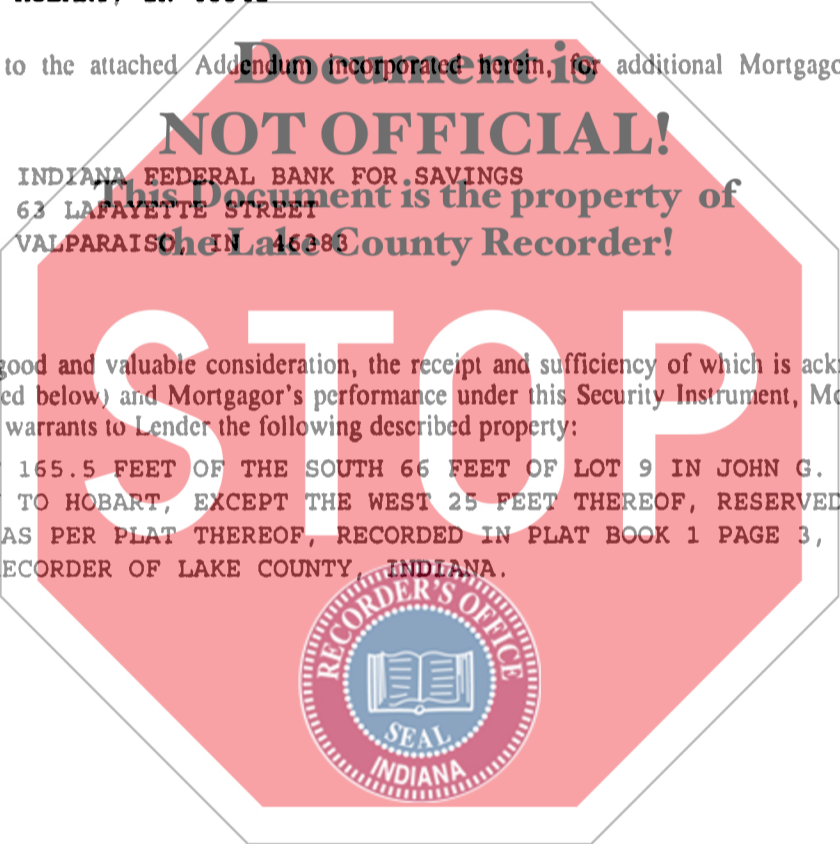 to the attached Addendum incorporated herein, for additional Mortgago
Document is
NOT OFFICIAL!
This Document is the property of
the Lake County Recorder!
INDIANA FEDERAL BANK FOR SAVINGS
63 LAFAYETTE STREET
VALPARAISO, IN 46383
STOP
good and valuable consideration, the receipt and sufficiency of which is ack
ed below) and Mortgagor's performance under this Security Instrument, Mo
warrants to Lender the following described property:
165.5 FEET OF THE SOUTH 66 FEET OF LOT 9 IN JOHN G.
TO HOBART, EXCEPT THE WEST 25 FEET THEREOF, RESERVED
AS PER PLAT THEREOF, RECORDED IN PLAT BOOK 1 PAGE 3,
ECORDER OF LAKE COUNTY, INDIANA.
RECORDER'S OFFICE
SEAL
INDIANA